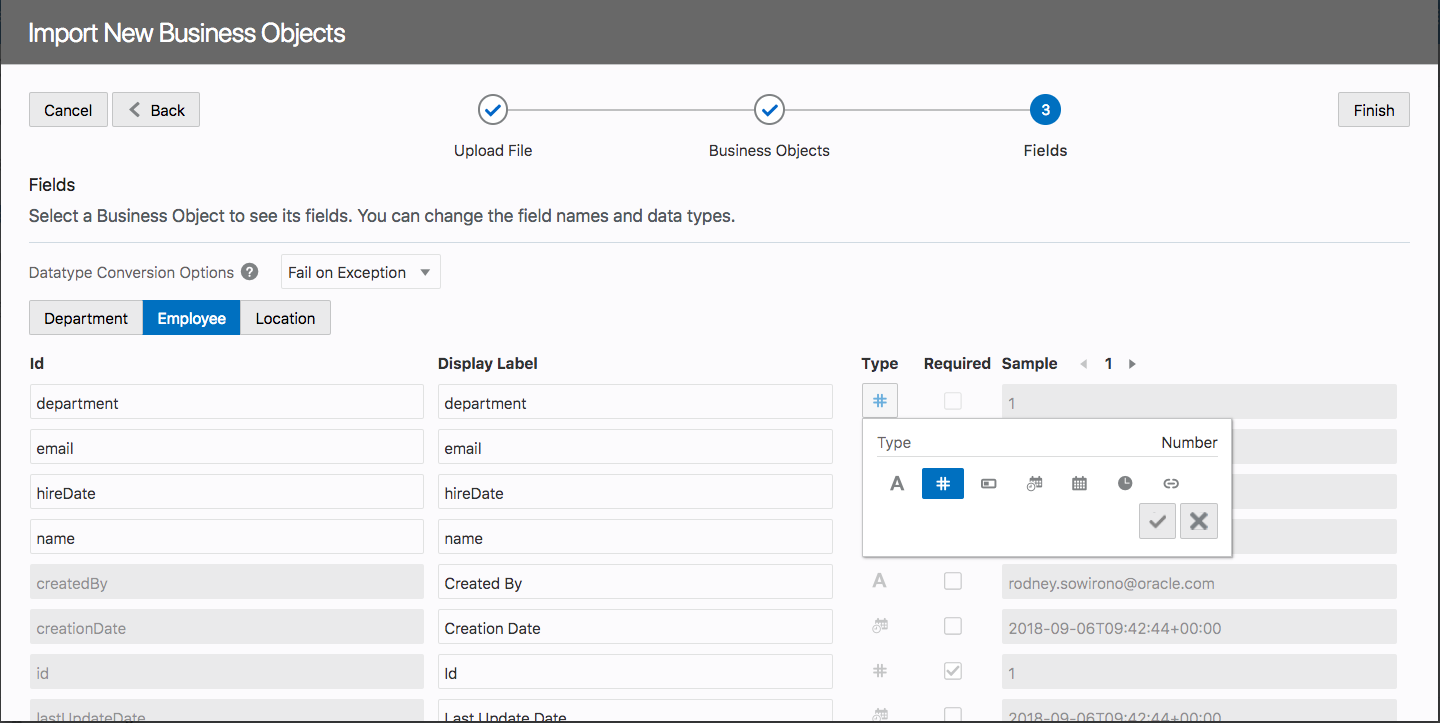 Import New Business Objects
Cancel Back 3 Finish
Upload File Business Objects Fields
Fields
Select a Business Object to see its fields. You can change the field names and data types.
Datatype Conversion Options ? Fail on Exception
Department Employee Location
Id Display Label Type Required Sample 1
department department # 1
email email
Type Number
hireDate hireDate
A #
name name
createdBy Created By A rodney.sowirono@oracle.com
creationDate Creation Date 2018-09-06T09:42:44+00:00
id Id # 1
lastUpdateDate Last Update Date 2018-09-06T09:42:44+00:00